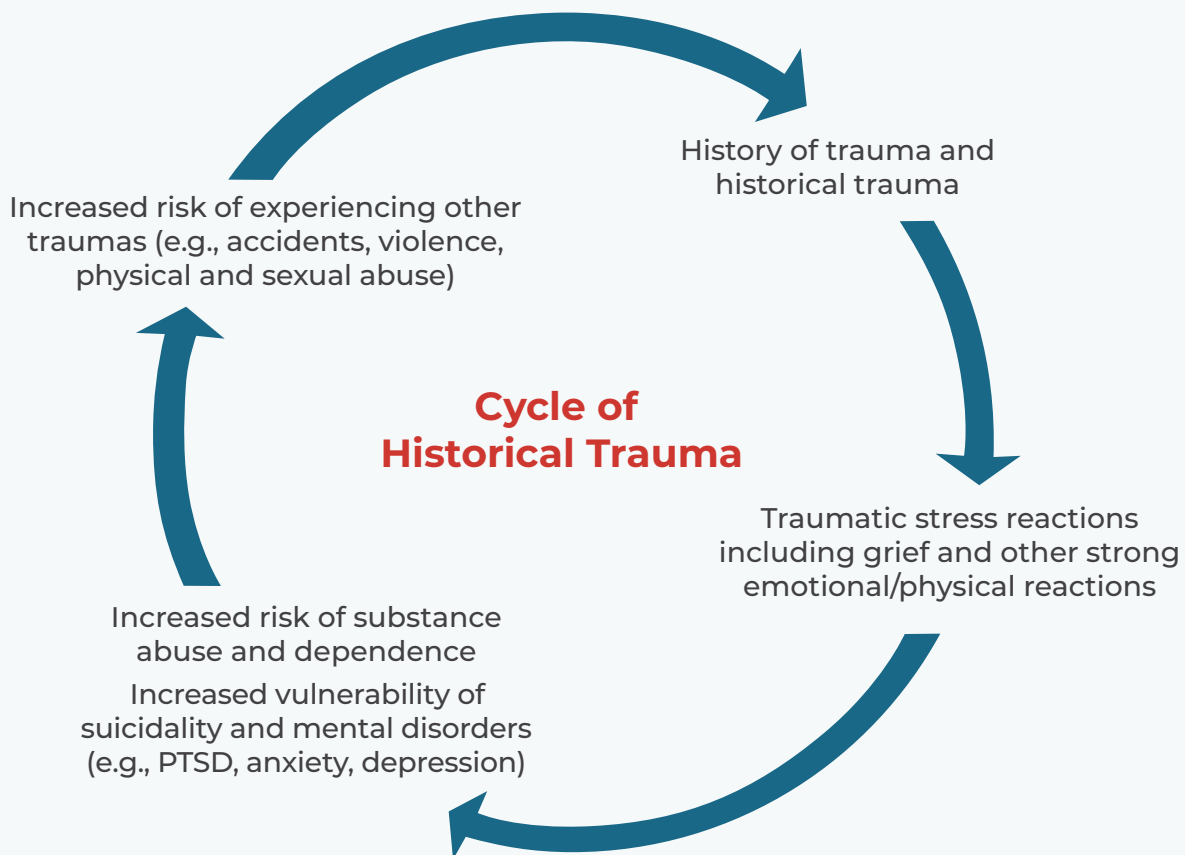 History of trauma and
historical trauma
Increased risk of experiencing other
traumas (e.g., accidents, violence,
physical and sexual abuse)
Cycle of
Historical Trauma
Traumatic stress reactions
including grief and other strong
emotional/physical reactions
Increased risk of substance
abuse and dependence
Increased vulnerability of
suicidality and mental disorders
(e.g., PTSD, anxiety, depression)